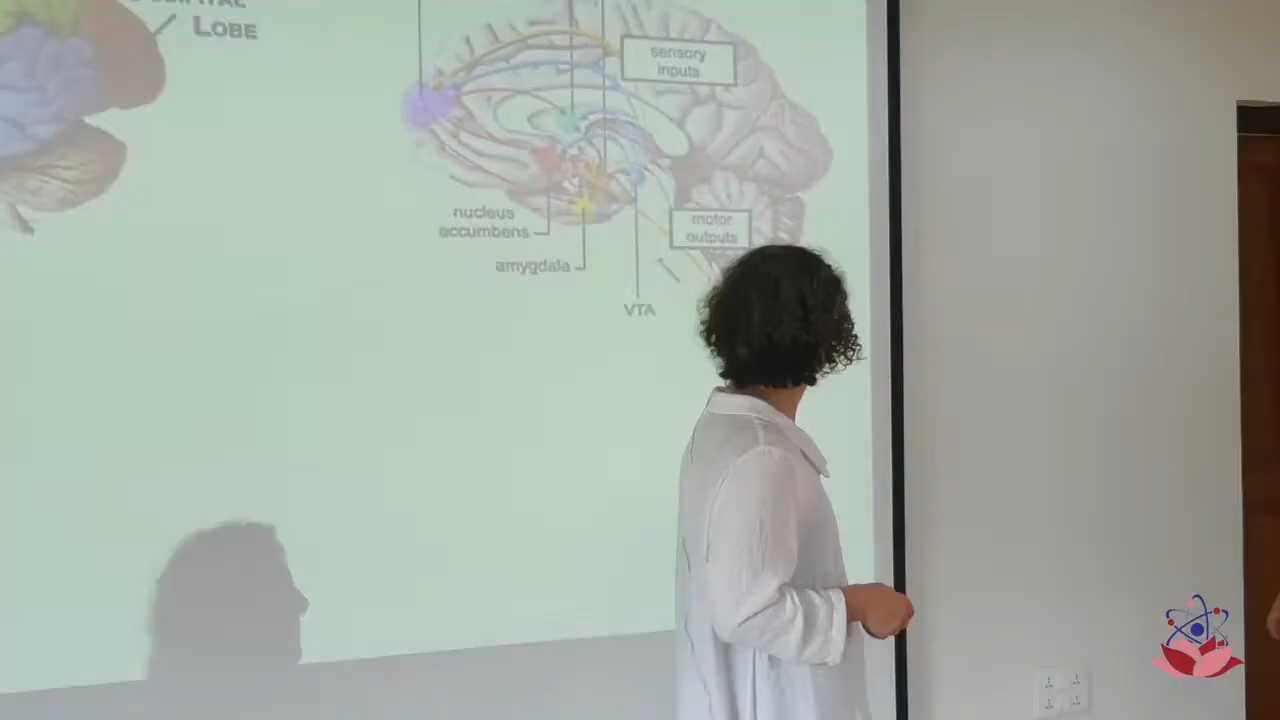 LOBE
sensory
inputs
nucleus
accumbens
motor
outputs
amygdala
VTA